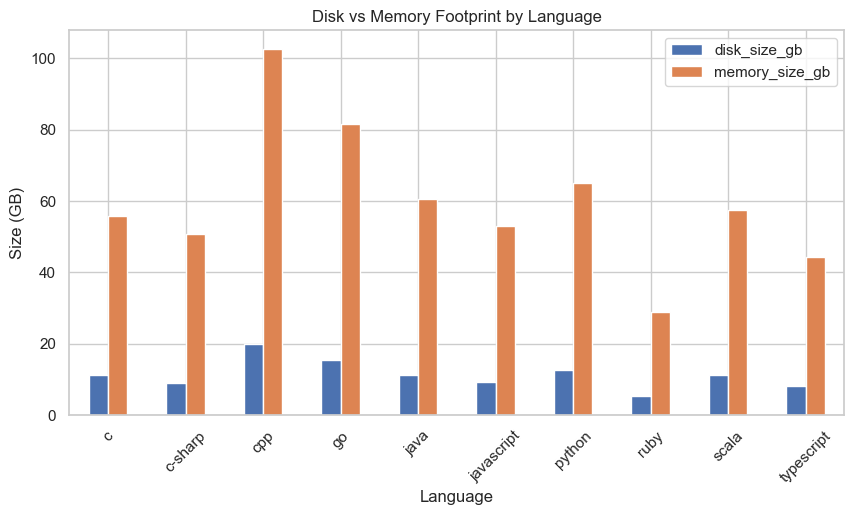 Disk vs Memory Footprint by Language
disk_size_gb
memory_size_gb
Size (GB)
100
80
60
40
20
0
c
c-sharp
cpp
go
java
javascript
python
ruby
scala
typescript
Language